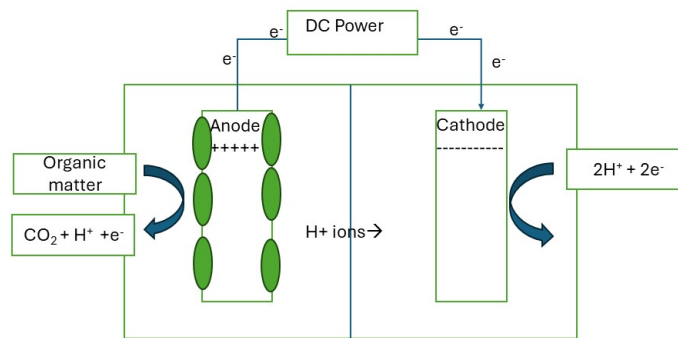 DC Power
e-
e-
e-
e-
Anode
+++++
Cathode
----------------
Organic
matter
2H+ + 2e-
CO2 + H+ +e-
H+ ions→